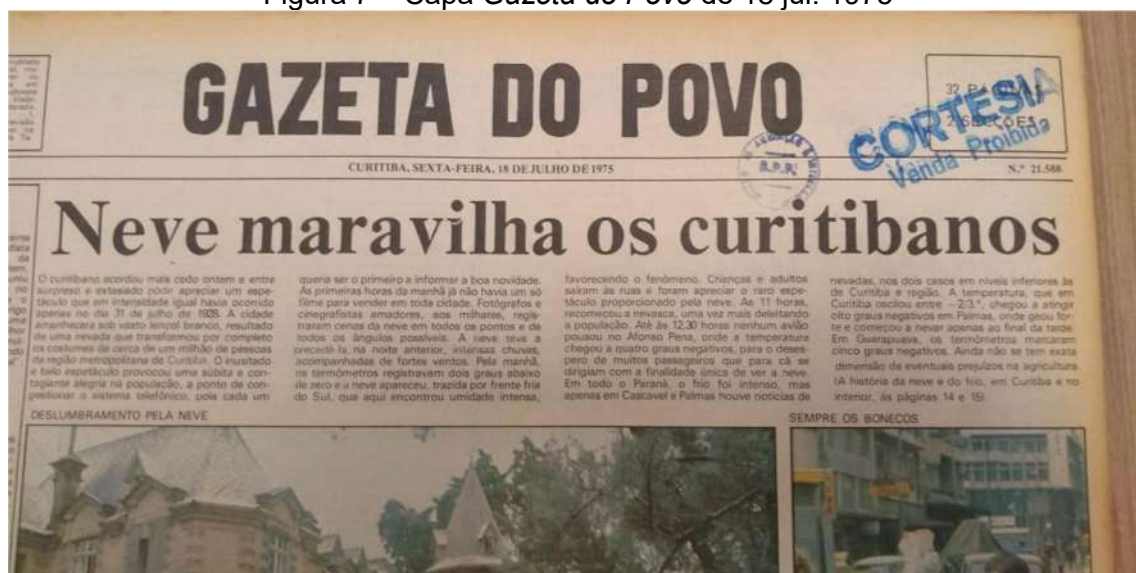 Figura 7 – Capa Gazeta do Povo de 18 jul. 1975
GAZETA DO POVO
32 PÁGINAS
2 SECÇÕES
CORTESIA
Venda Proibida
B.P.P.
CURITIBA, SEXTA-FEIRA, 18 DE JULHO DE 1975
N.º 21.588
Neve maravilha os curitibanos
O curitibano acordou mais cedo ontem e entre
surpreso e extasiado pôde apreciar um espe-
táculo que em intensidade igual havia ocorrido
apenas no dia 31 de julho de 1928. A cidade
amanhecera sob vasto lençol branco, resultado
de uma nevada que transformou por completo
os costumes de cerca de um milhão de pessoas
da região metropolitana de Curitiba. O inusitado
e belo espetáculo provocou uma súbita e con-
tagiante alegria na população, a ponto de con-
gestionar o sistema telefônico, pois cada um
queria ser o primeiro a informar a boa novidade.
Às primeiras horas da manhã já não havia um só
filme para vender em toda cidade. Fotógrafos e
cinegrafistas amadores, aos milhares, regis-
traram cenas da neve em todos os pontos e de
todos os ângulos possíveis. A neve teve a
precedê-la, na noite anterior, intensas chuvas,
acompanhadas de fortes ventos. Pela manhã,
os termômetros registravam dois graus abaixo
de zero e a neve apareceu, trazida por frente fria
do Sul, que aqui encontrou umidade intensa,
favorecendo o fenômeno. Crianças e adultos
saíram às ruas e foram apreciar o raro espe-
táculo proporcionado pela neve. Às 11 horas,
recomeçou a nevasca, uma vez mais deleitando
a população. Até às 12,30 horas nenhum avião
pousou no Afonso Pena, onde a temperatura
chegou a quatro graus negativos, para o deses-
pero de muitos passageiros que para cá se
dirigiam com a finalidade única de ver a neve.
Em todo o Paraná, o frio foi intenso, mas
apenas em Cascavel e Palmas houve notícias de
nevadas, nos dois casos em níveis inferiores às
de Curitiba e região. A temperatura, que em
Curitiba oscilou entre – 2/3.º, chegou a atingir
oito graus negativos em Palmas, onde geou for-
te e começou a nevar apenas ao final da tarde.
Em Guarapuava, os termômetros marcaram
cinco graus negativos. Ainda não se tem exata
dimensão de eventuais prejuízos na agricultura.
(A história da neve e do frio, em Curitiba e no
interior, às páginas 14 e 15).
DESLUMBRAMENTO PELA NEVE
SEMPRE OS BONECOS